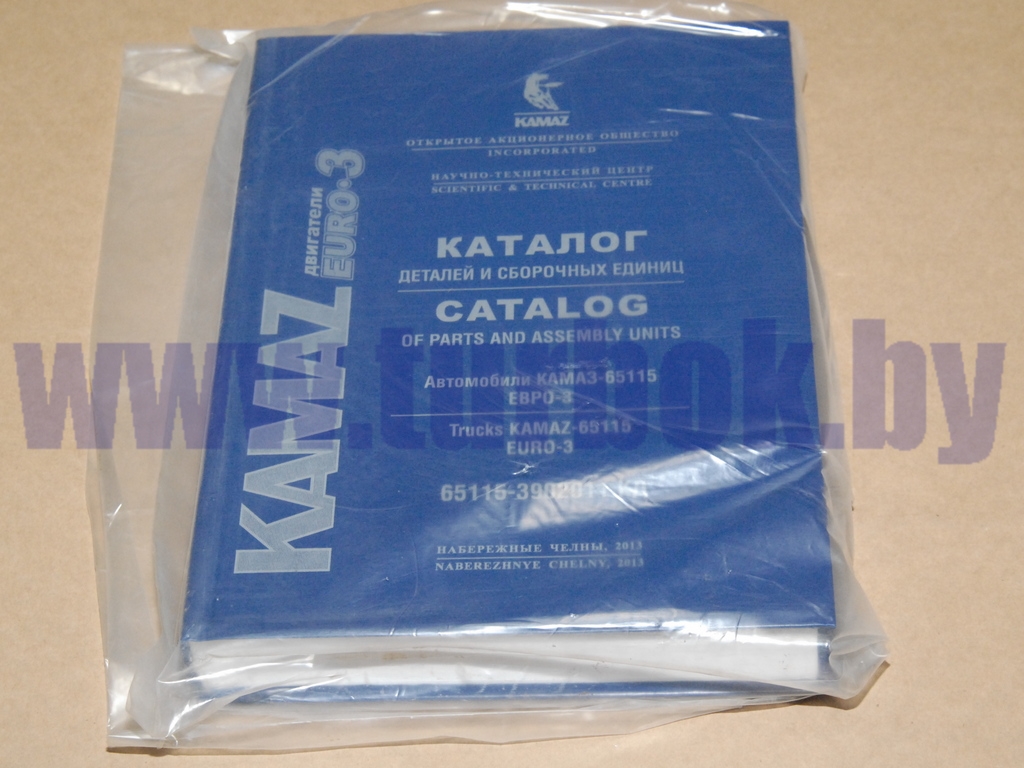 KAMAZ
ОТКРЫТОЕ АКЦИОНЕРНОЕ ОБЩЕСТВО
INCORPORATED
НАУЧНО-ТЕХНИЧЕСКИЙ ЦЕНТР
SCIENTIFIC & TECHNICAL CENTRE
KAMAZ
двигатели
EURO·3
КАТАЛОГ
ДЕТАЛЕЙ И СБОРОЧНЫХ ЕДИНИЦ
CATALOG
OF PARTS AND ASSEMBLY UNITS
Автомобили КАМАЗ-65115
ЕВРО-3
Trucks KAMAZ-65115
EURO-3
НАБЕРЕЖНЫЕ ЧЕЛНЫ, 2013
NABEREZHNYE CHELNY, 2013
www.turbok.by